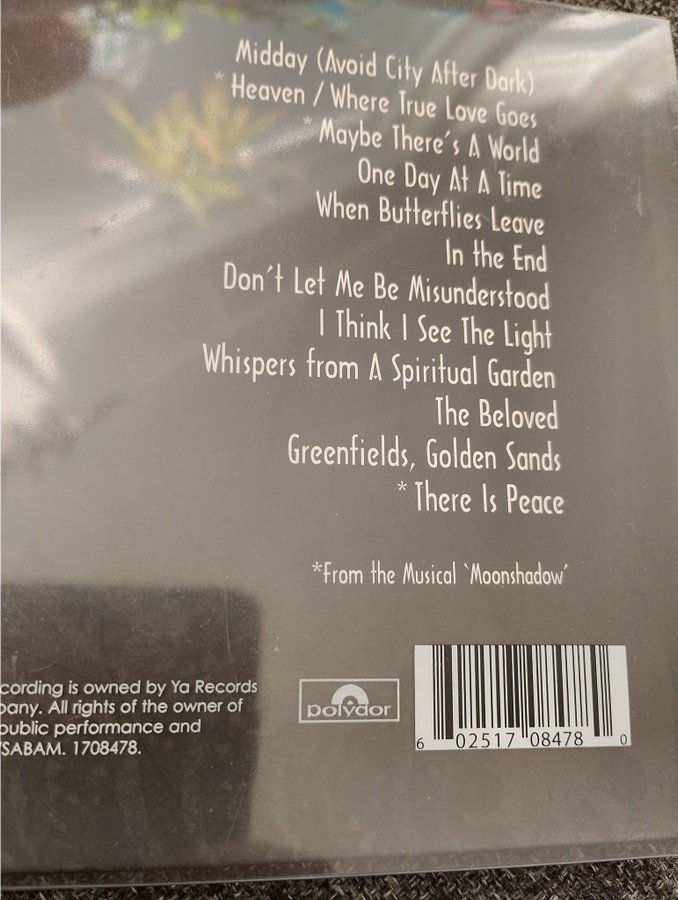 Midday (Avoid City After Dark)
*Heaven / Where True Love Goes
*Maybe There's A World
One Day At A Time
When Butterflies Leave
In the End
Don't Let Me Be Misunderstood
I Think I See The Light
Whispers from A Spiritual Garden
The Beloved
Greenfields, Golden Sands
*There Is Peace
*From the Musical `Moonshadow´
cording is owned by Ya Records
pany. All rights of the owner of
public performance and
SABAM. 1708478.
polydor
6 02517 08478 0